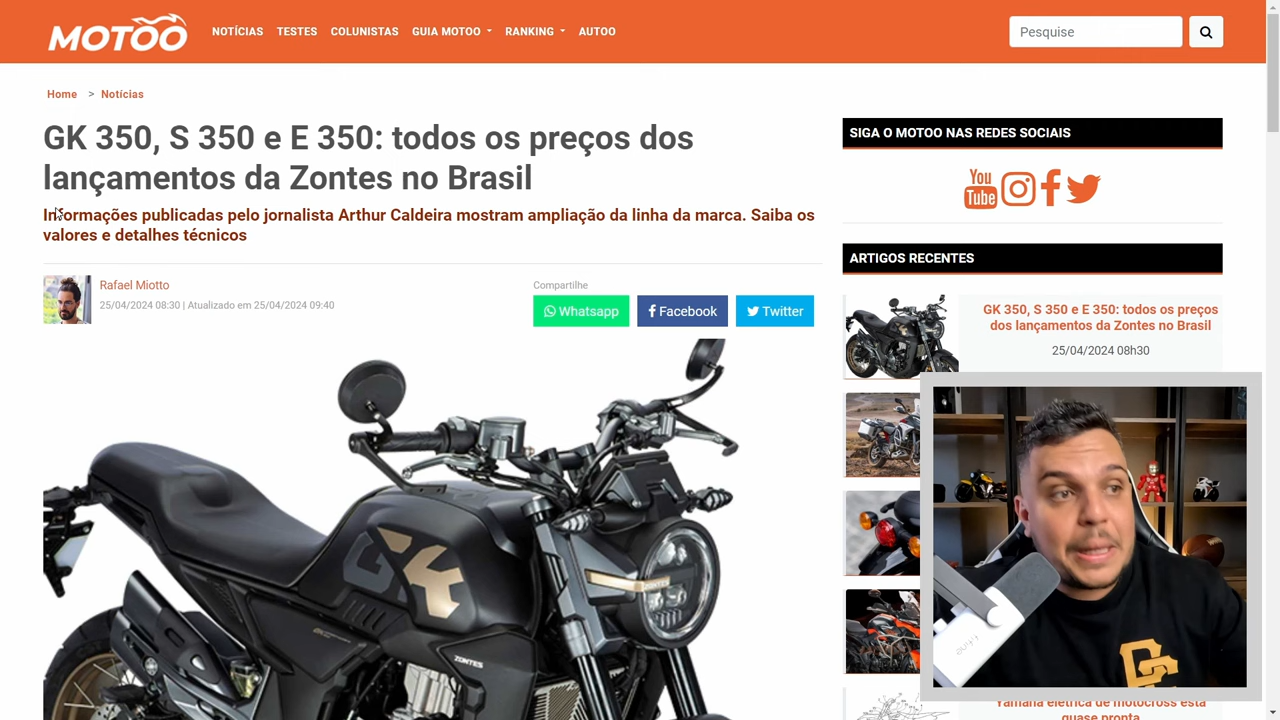 MOTOO
NOTÍCIAS TESTES COLUNISTAS GUIA MOTOO RANKING AUTOO
Pesquise
Home > Notícias
GK 350, S 350 e E 350: todos os preços dos
lançamentos da Zontes no Brasil
Informações publicadas pelo jornalista Arthur Caldeira mostram ampliação da linha da marca. Saiba os
valores e detalhes técnicos
Rafael Miotto
25/04/2024 08:30 | Atualizado em 25/04/2024 09:40
Compartilhe
Whatsapp
Facebook
Twitter
GK
ZONTES
SIGA O MOTOO NAS REDES SOCIAIS
You
Tube
ARTIGOS RECENTES
GK 350, S 350 e E 350: todos os preços
dos lançamentos da Zontes no Brasil
25/04/2024 08h30
Yamaha elétrica de motocross está
quase pronta